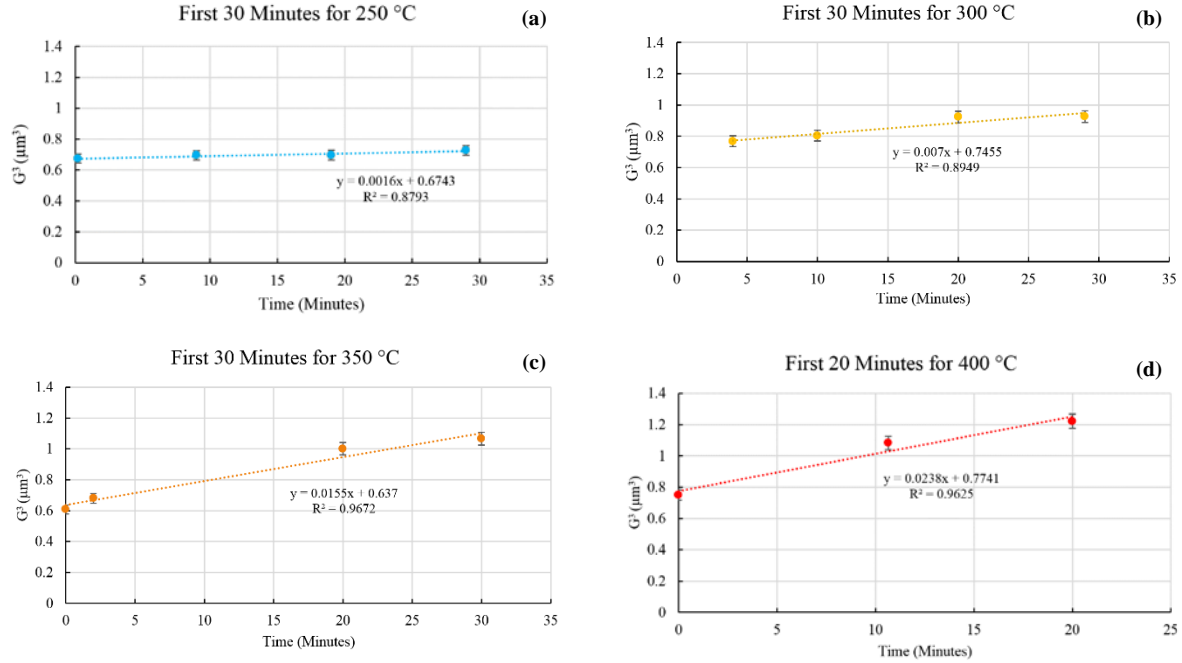 First 30 Minutes for 250 °C
(a)
1.4
1.2
1
0.8
0.6
0.4
0.2
0
G³ (μm³)
y = 0.0016x + 0.6743
R² = 0.8793
0 5 10 15 20 25 30 35
Time (Minutes)
First 30 Minutes for 300 °C
(b)
1.4
1.2
1
0.8
0.6
0.4
0.2
0
G³ (μm³)
y = 0.007x + 0.7455
R² = 0.8949
0 5 10 15 20 25 30 35
Time (Minutes)
First 30 Minutes for 350 °C
(c)
1.4
1.2
1
0.8
0.6
0.4
0.2
0
G³ (μm³)
y = 0.0155x + 0.637
R² = 0.9672
0 5 10 15 20 25 30 35
Time (Minutes)
First 20 Minutes for 400 °C
(d)
1.4
1.2
1
0.8
0.6
0.4
0.2
0
G³ (μm³)
y = 0.0238x + 0.7741
R² = 0.9625
0 5 10 15 20 25
Time (Minutes)